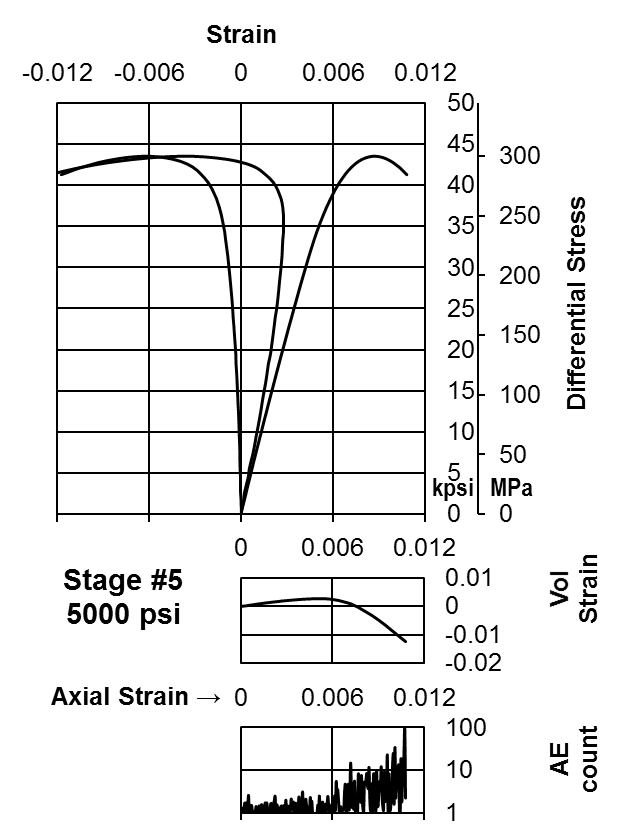 Strain
-0.012 -0.006 0 0.006 0.012
50
45
40
35
30
25
20
15
10
5
0
300
250
200
150
100
50
0
kpsi MPa
Differential Stress
0 0.006 0.012
Stage #5
5000 psi
0.01
0
-0.01
-0.02
Vol
Strain
Axial Strain → 0 0.006 0.012
100
10
1
AE
count